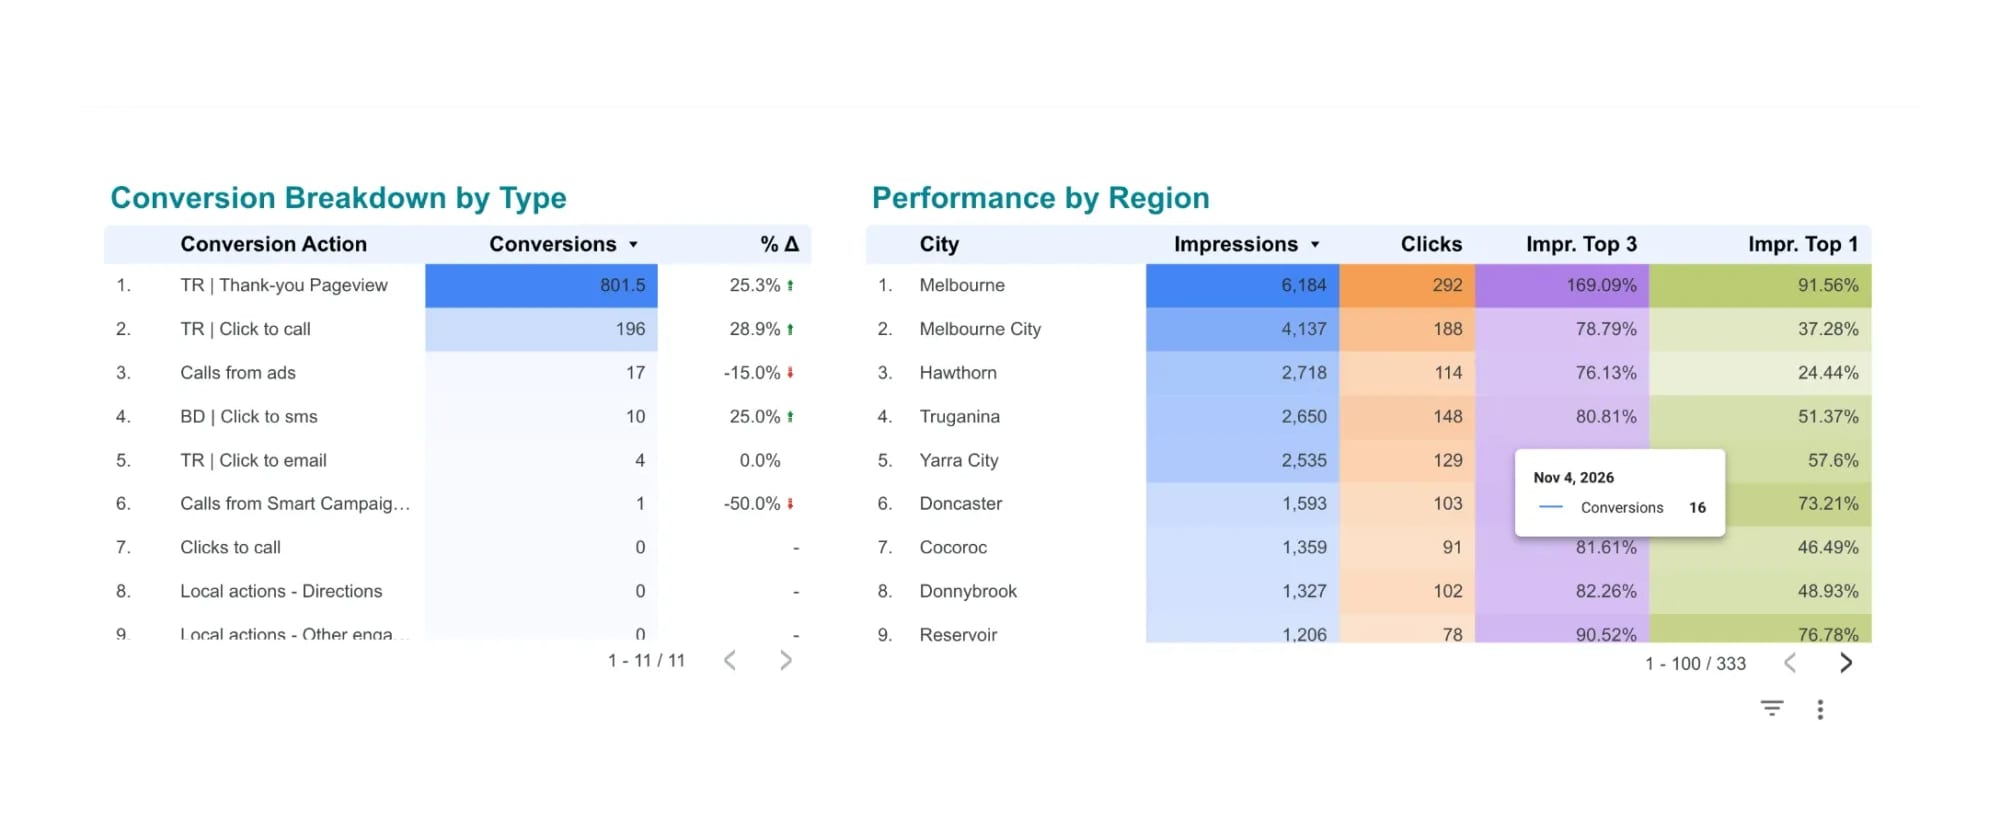 Conversion Breakdown by Type
Conversion Action Conversions % Δ
1. TR | Thank-you Pageview 801.5 25.3%
2. TR | Click to call 196 28.9%
3. Calls from ads 17 -15.0%
4. BD | Click to sms 10 25.0%
5. TR | Click to email 4 0.0%
6. Calls from Smart Campaig... 1 -50.0%
7. Clicks to call 0 -
8. Local actions - Directions 0 -
9. Local actions - Other enga... 0 -
1 - 11 / 11
Performance by Region
City Impressions Clicks Impr. Top 3 Impr. Top 1
1. Melbourne 6,184 292 169.09% 91.56%
2. Melbourne City 4,137 188 78.79% 37.28%
3. Hawthorn 2,718 114 76.13% 24.44%
4. Truganina 2,650 148 80.81% 51.37%
5. Yarra City 2,535 129 57.6%
6. Doncaster 1,593 103 73.21%
7. Cocoroc 1,359 91 81.61% 46.49%
8. Donnybrook 1,327 102 82.26% 48.93%
9. Reservoir 1,206 78 90.52% 76.78%
1 - 100 / 333
Nov 4, 2026
Conversions 16